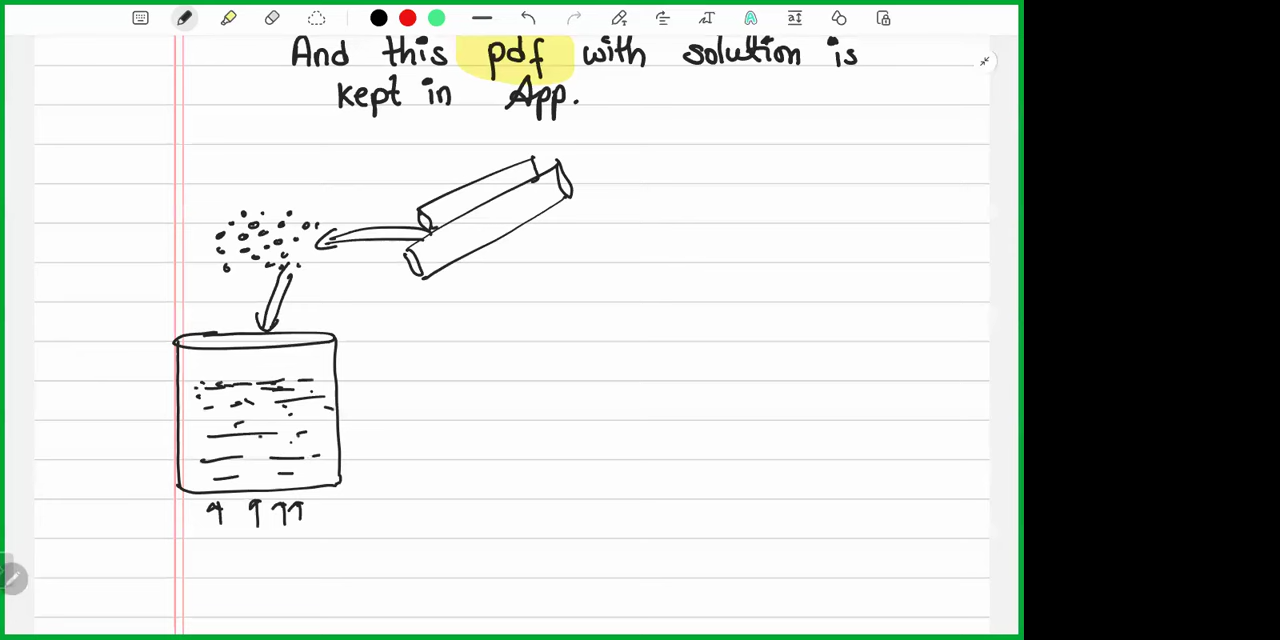 And this pdf with solution is
kept in App.